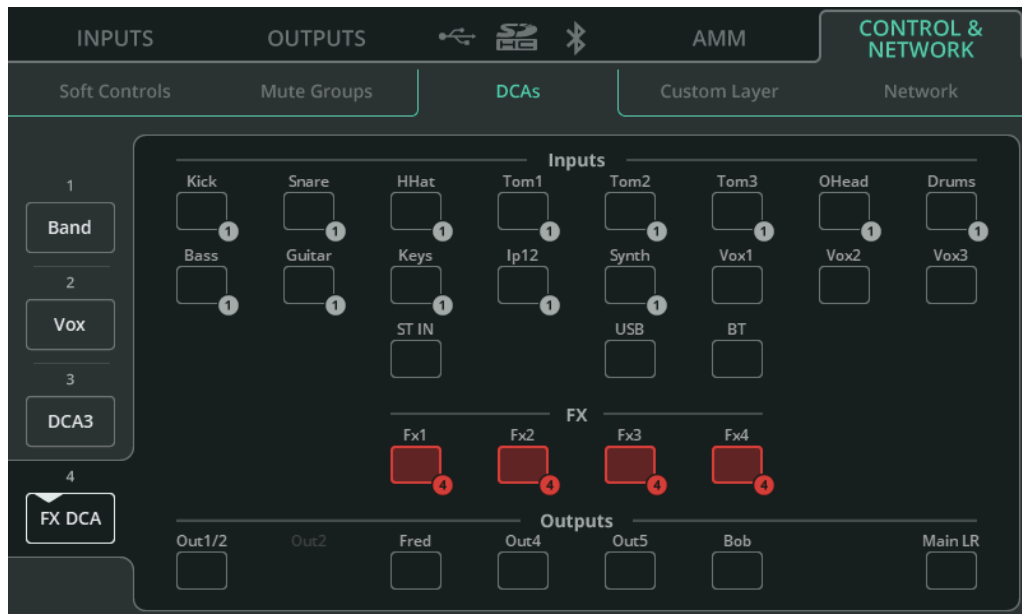 INPUTS OUTPUTS SD HC AMM CONTROL & NETWORK
Soft Controls Mute Groups DCAs Custom Layer Network
Inputs
1 Kick Snare HHat Tom1 Tom2 Tom3 OHead Drums
Band 1 1 1 1 1 1 1 1
Bass Guitar Keys Ip12 Synth Vox1 Vox2 Vox3
2 1 1 1 1 1
Vox ST IN USB BT
3
DCA3 FX
Fx1 Fx2 Fx3 Fx4
4 4 4 4 4
FX DCA Outputs
Out1/2 Out2 Fred Out4 Out5 Bob Main LR